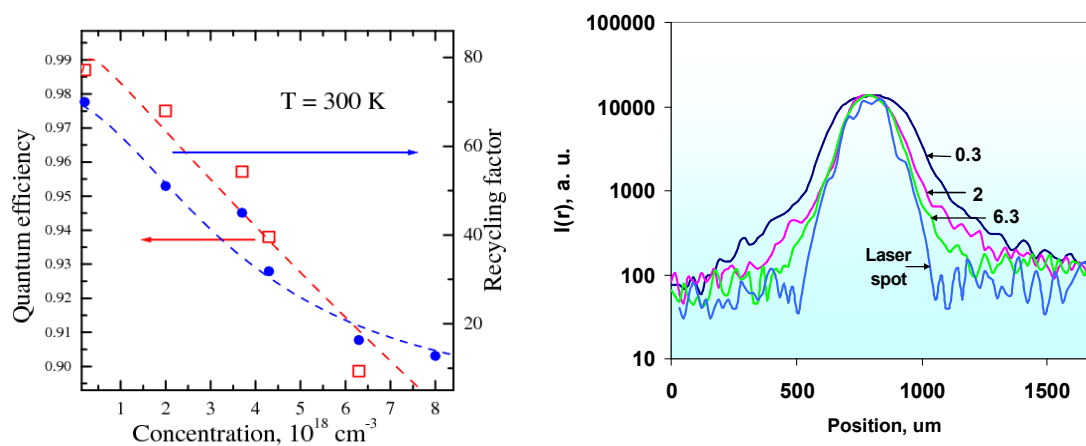 0.99
0.98
0.97
0.96
0.95
0.94
0.93
0.92
0.91
0.90
Quantum efficiency
T = 300 K
80
60
40
20
Recycling factor
1 2 3 4 5 6 7 8
Concentration, 10^18 cm^-3
100000
10000
1000
100
10
I(r), a. u.
0.3
2
6.3
Laser
spot
0 500 1000 1500
Position, um